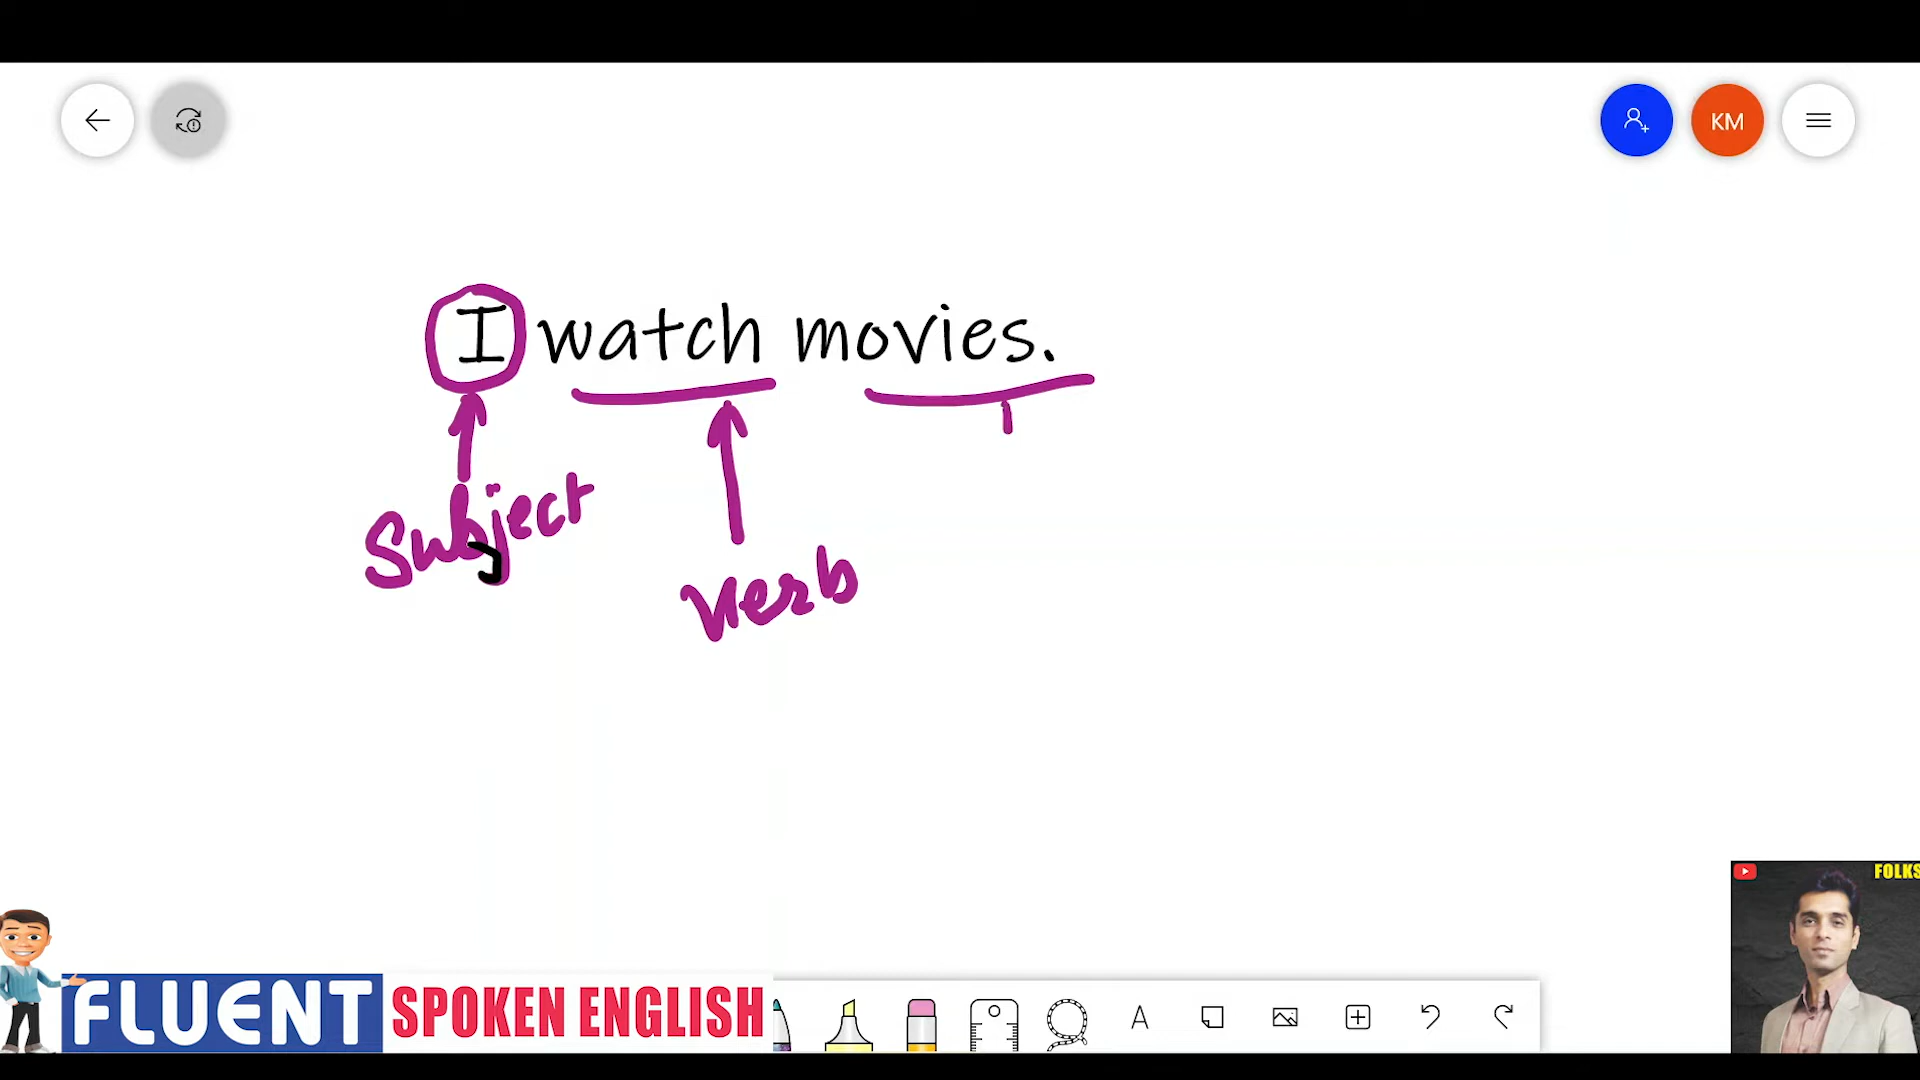 KM
I watch movies.
Subject
Verb
FOLKS
FLUENT SPOKEN ENGLISH
A